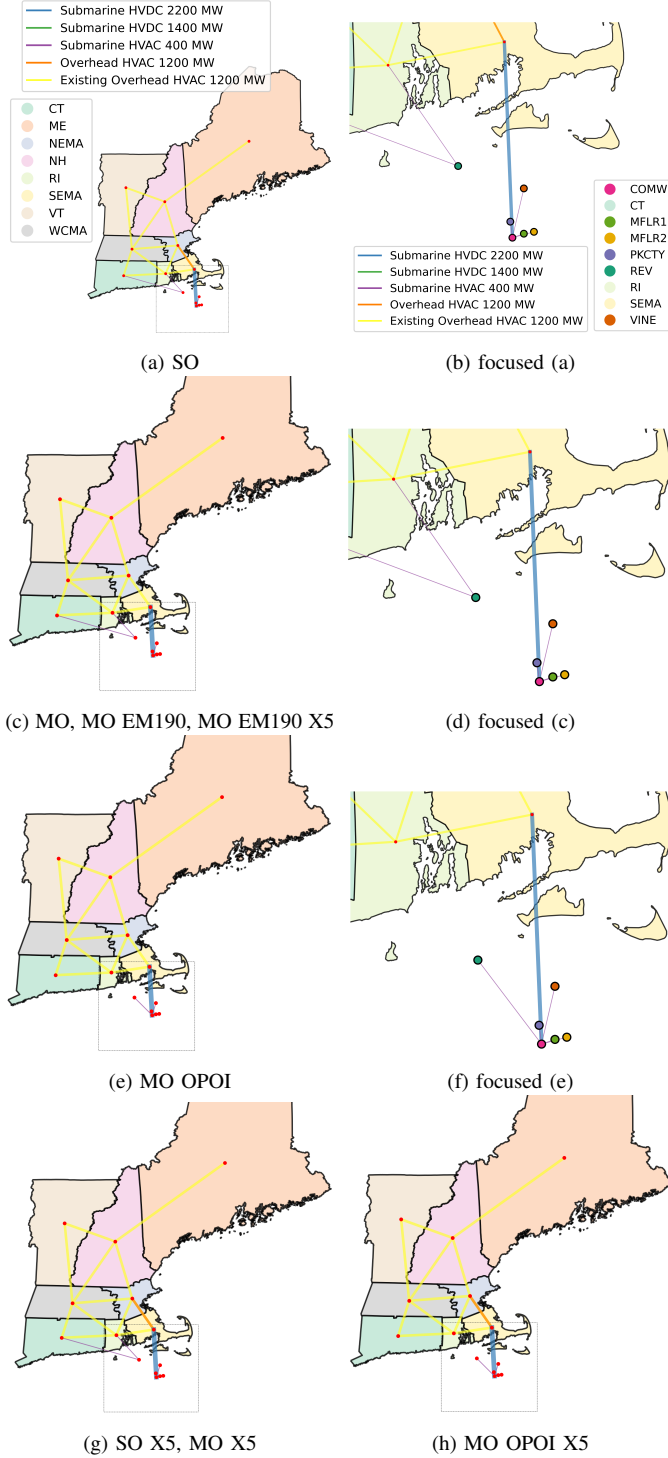 Submarine HVDC 2200 MW
Submarine HVDC 1400 MW
Submarine HVAC 400 MW
Overhead HVAC 1200 MW
Existing Overhead HVAC 1200 MW
CT
ME
NEMA
NH
RI
SEMA
VT
WCMA
(a) SO
COMW
CT
MFLR1
MFLR2
PKCTY
REV
RI
SEMA
VINE
Submarine HVDC 2200 MW
Submarine HVDC 1400 MW
Submarine HVAC 400 MW
Overhead HVAC 1200 MW
Existing Overhead HVAC 1200 MW
(b) focused (a)
(c) MO, MO EM190, MO EM190 X5
(d) focused (c)
(e) MO OPOI
(f) focused (e)
(g) SO X5, MO X5
(h) MO OPOI X5